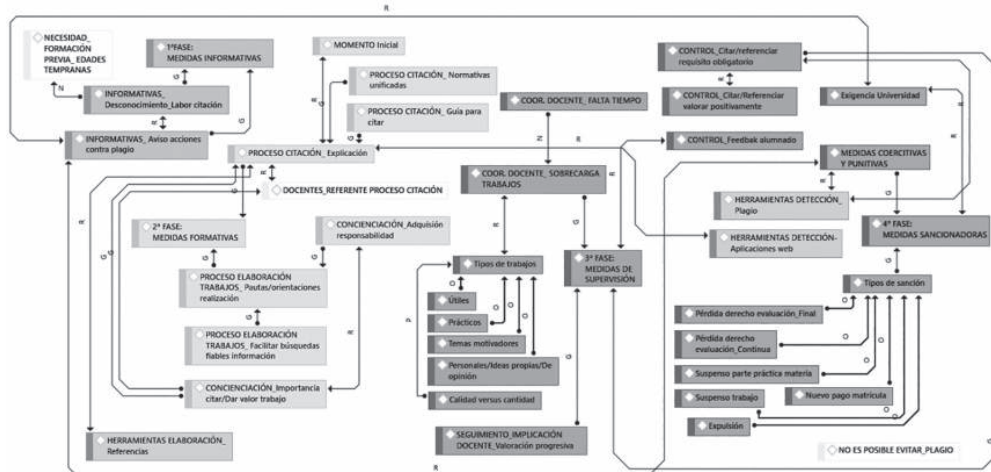 NECESIDAD_
FORMACIÓN
PREVIA_EDADES
TEMPRANAS
1ªFASE:
MEDIDAS INFORMATIVAS
INFORMATIVAS_
Desconocimiento_Labor citación
INFORMATIVAS_ Aviso acciones
contra plagio
MOMENTO Inicial
PROCESO CITACIÓN_ Normativas
unificadas
PROCESO CITACIÓN_ Guía para
citar
PROCESO CITACIÓN_ Explicación
DOCENTES_REFERENTE PROCESO CITACIÓN
2ª FASE:
MEDIDAS FORMATIVAS
CONCIENCIACIÓN_Adquisión
responsabilidad
PROCESO ELABORACIÓN
TRABAJOS_ Pautas/orientaciones
realización
PROCESO ELABORACIÓN
TRABAJOS_ Facilitar búsquedas
fiables información
CONCIENCIACIÓN_Importancia
citar/Dar valor trabajo
HERRAMIENTAS ELABORACIÓN_
Referencias
COOR. DOCENTE_ FALTA TIEMPO
COOR. DOCENTE_ SOBRECARGA
TRABAJOS
Tipos de trabajos
Útiles
Prácticos
Temas motivadores
Personales/Ideas propias/De
opinión
Calidad versus cantidad
3ª FASE:
MEDIDAS DE
SUPERVISIÓN
SEGUIMIENTO_IMPLICACIÓN
DOCENTE_Valoración progresiva
CONTROL_Citar/referenciar
requisito obligatorio
CONTROL_Citar/Referenciar
valorar positivamente
CONTROL_Feedbak alumnado
Exigencia Universidad
MEDIDAS COERCITIVAS
Y PUNITIVAS
HERRAMIENTAS DETECCIÓN_
Plagio
HERRAMIENTAS DETECCIÓN-
Aplicaciones web
4ª FASE:
MEDIDAS SANCIONADORAS
Tipos de sanción
Pérdida derecho evaluación_Final
Pérdida derecho
evaluación_Continua
Suspenso parte práctica materia
Suspenso trabajo
Nuevo pago matrícula
Expulsión
NO ES POSIBLE EVITAR_PLAGIO